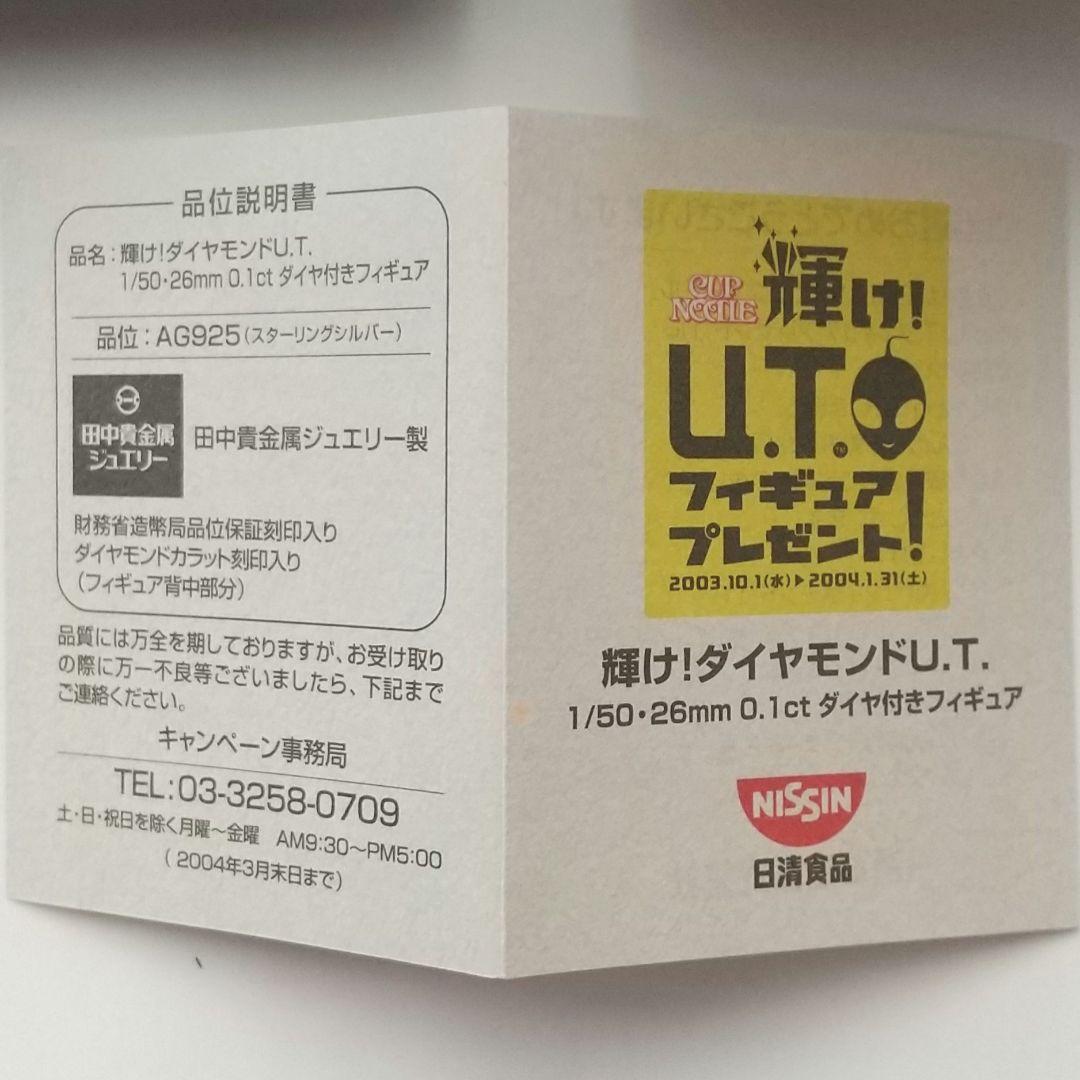 品位説明書
品名：輝け！ダイヤモンドU.T.
1/50・26mm 0.1ct ダイヤ付きフィギュア
品位：AG925（スターリングシルバー）
田中貴金属
ジュエリー
田中貴金属ジュエリー製
財務省造幣局品位保証刻印入り
ダイヤモンドカラット刻印入り
（フィギュア背中部分）
品質には万全を期しておりますが、お受け取り
の際に万一不良等ございましたら、下記まで
ご連絡ください。
キャンペーン事務局
TEL：03-3258-0709
土・日・祝日を除く月曜～金曜　AM9:30～PM5:00
（2004年3月末日まで）
CUP
NOODLE
輝け！
U.T.
TM
フィギュア
プレゼント！
2003.10.1（水）▶2004.1.31（土）
輝け！ダイヤモンドU.T.
1/50・26mm 0.1ct ダイヤ付きフィギュア
NISSIN
日清食品